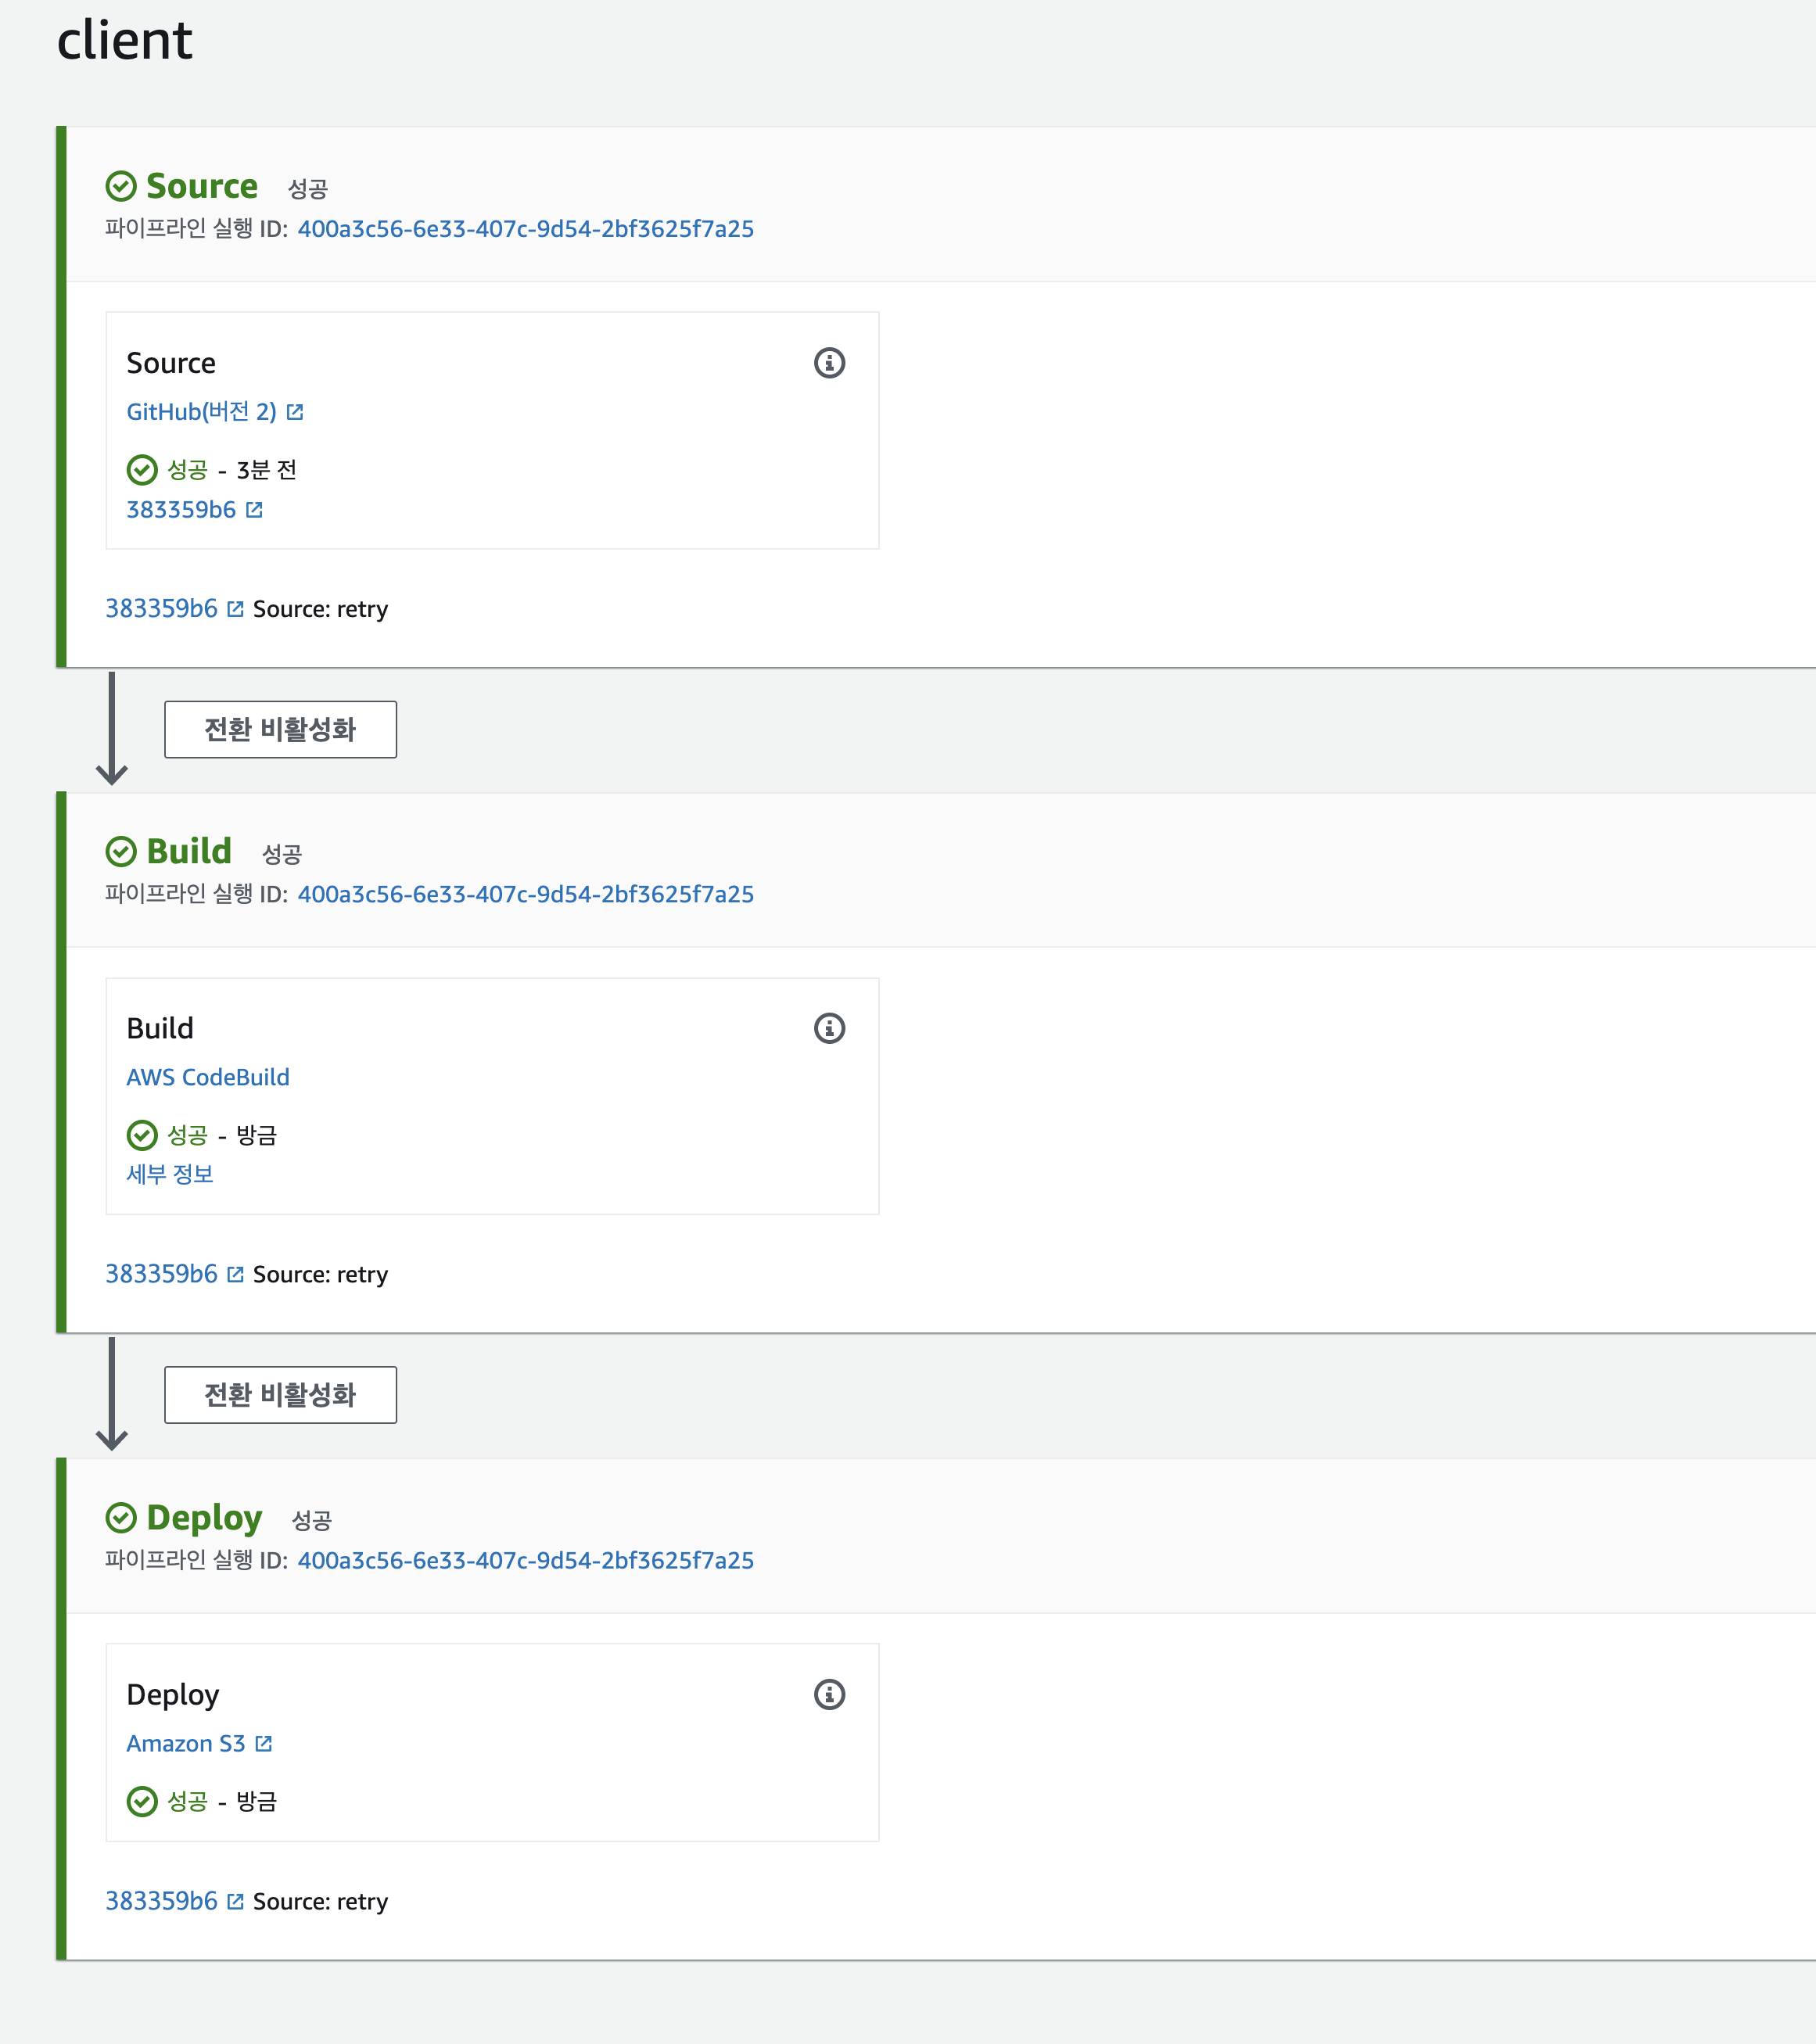 client
Source 성공
파이프라인 실행 ID: 400a3c56-6e33-407c-9d54-2bf3625f7a25
Source
GitHub(버전 2)
성공 - 3분 전
383359b6
383359b6 Source: retry
전환 비활성화
Build 성공
파이프라인 실행 ID: 400a3c56-6e33-407c-9d54-2bf3625f7a25
Build
AWS CodeBuild
성공 - 방금
세부 정보
383359b6 Source: retry
전환 비활성화
Deploy 성공
파이프라인 실행 ID: 400a3c56-6e33-407c-9d54-2bf3625f7a25
Deploy
Amazon S3
성공 - 방금
383359b6 Source: retry